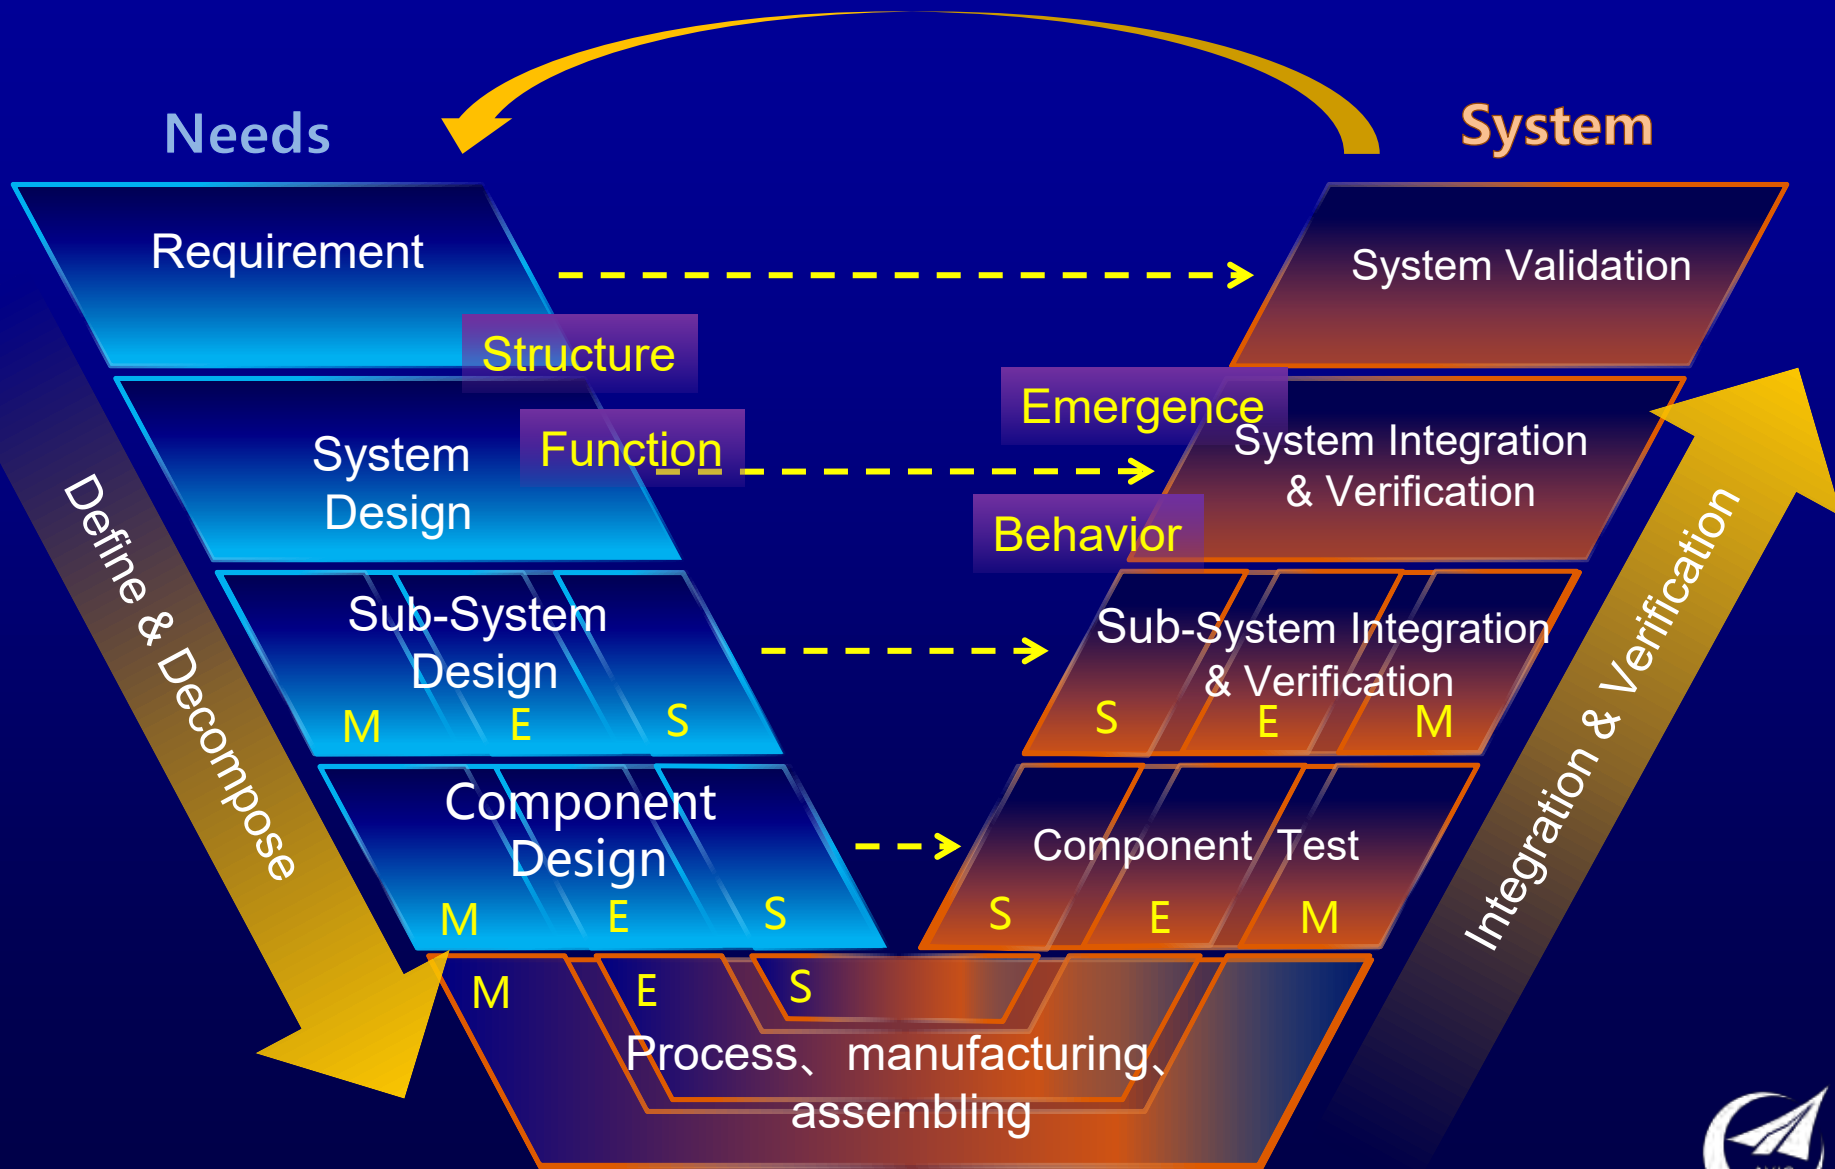 Needs
System
Requirement
System Validation
Structure
Function
Emergence
Behavior
System
Design
System Integration
& Verification
Sub-System
Design
M E S
Sub-System Integration
& Verification
S E M
Component
Design
M E S
Component Test
S E M
M E S
Process、manufacturing、
assembling
Define & Decompose
Integration & Verification